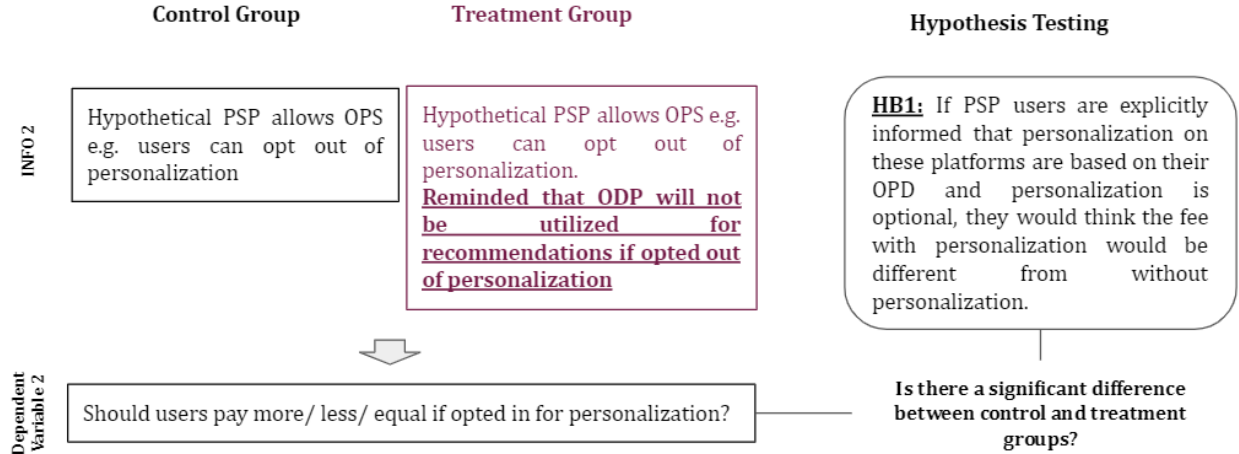 Control Group
Treatment Group
Hypothesis Testing
INFO 2
Hypothetical PSP allows OPS
e.g. users can opt out of
personalization
Hypothetical PSP allows OPS e.g.
users can opt out of
personalization.
Reminded that ODP will not
be utilized for
recommendations if opted out
of personalization
HB1: If PSP users are explicitly
informed that personalization on
these platforms are based on their
OPD and personalization is
optional, they would think the fee
with personalization would be
different from without
personalization.
Dependent
Variable 2
Should users pay more/ less/ equal if opted in for personalization?
Is there a significant difference
between control and treatment
groups?